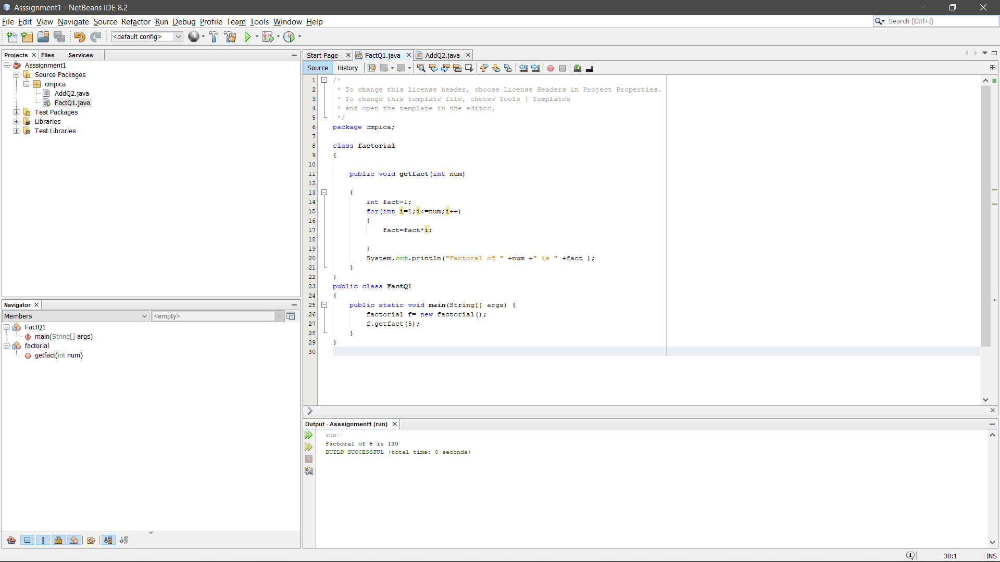 Asssignment1 - NetBeans IDE 8.2
File Edit View Navigate Source Refactor Run Debug Profile Team Tools Window Help
Search (Ctrl+I)
<default config>
Projects Files Services
Asssignment1
Source Packages
cmpica
AddQ2.java
FactQ1.java
Test Packages
Libraries
Test Libraries
Navigator
Members
<empty>
FactQ1
main(String[] args)
factorial
getfact(int num)
Start Page FactQ1.java AddQ2.java
Source History
1 /*
2 * To change this license header, choose License Headers in Project Properties.
3 * To change this template file, choose Tools | Templates
4 * and open the template in the editor.
5 */
6 package cmpica;
7
8 class factorial
9 {
10
11 public void getfact(int num)
12
13 {
14 int fact=1;
15 for(int i=1;i<=num;i++)
16 {
17 fact=fact*i;
18
19 }
20 System.out.println("Factoral of " +num +" is " +fact );
21 }
22 }
23 public class FactQ1
24 {
25 public static void main(String[] args) {
26 factorial f= new factorial();
27 f.getfact(5);
28 }
29 }
30
Output - Asssignment1 (run)
run:
Factoral of 5 is 120
BUILD SUCCESSFUL (total time: 0 seconds)
1
30:1 INS